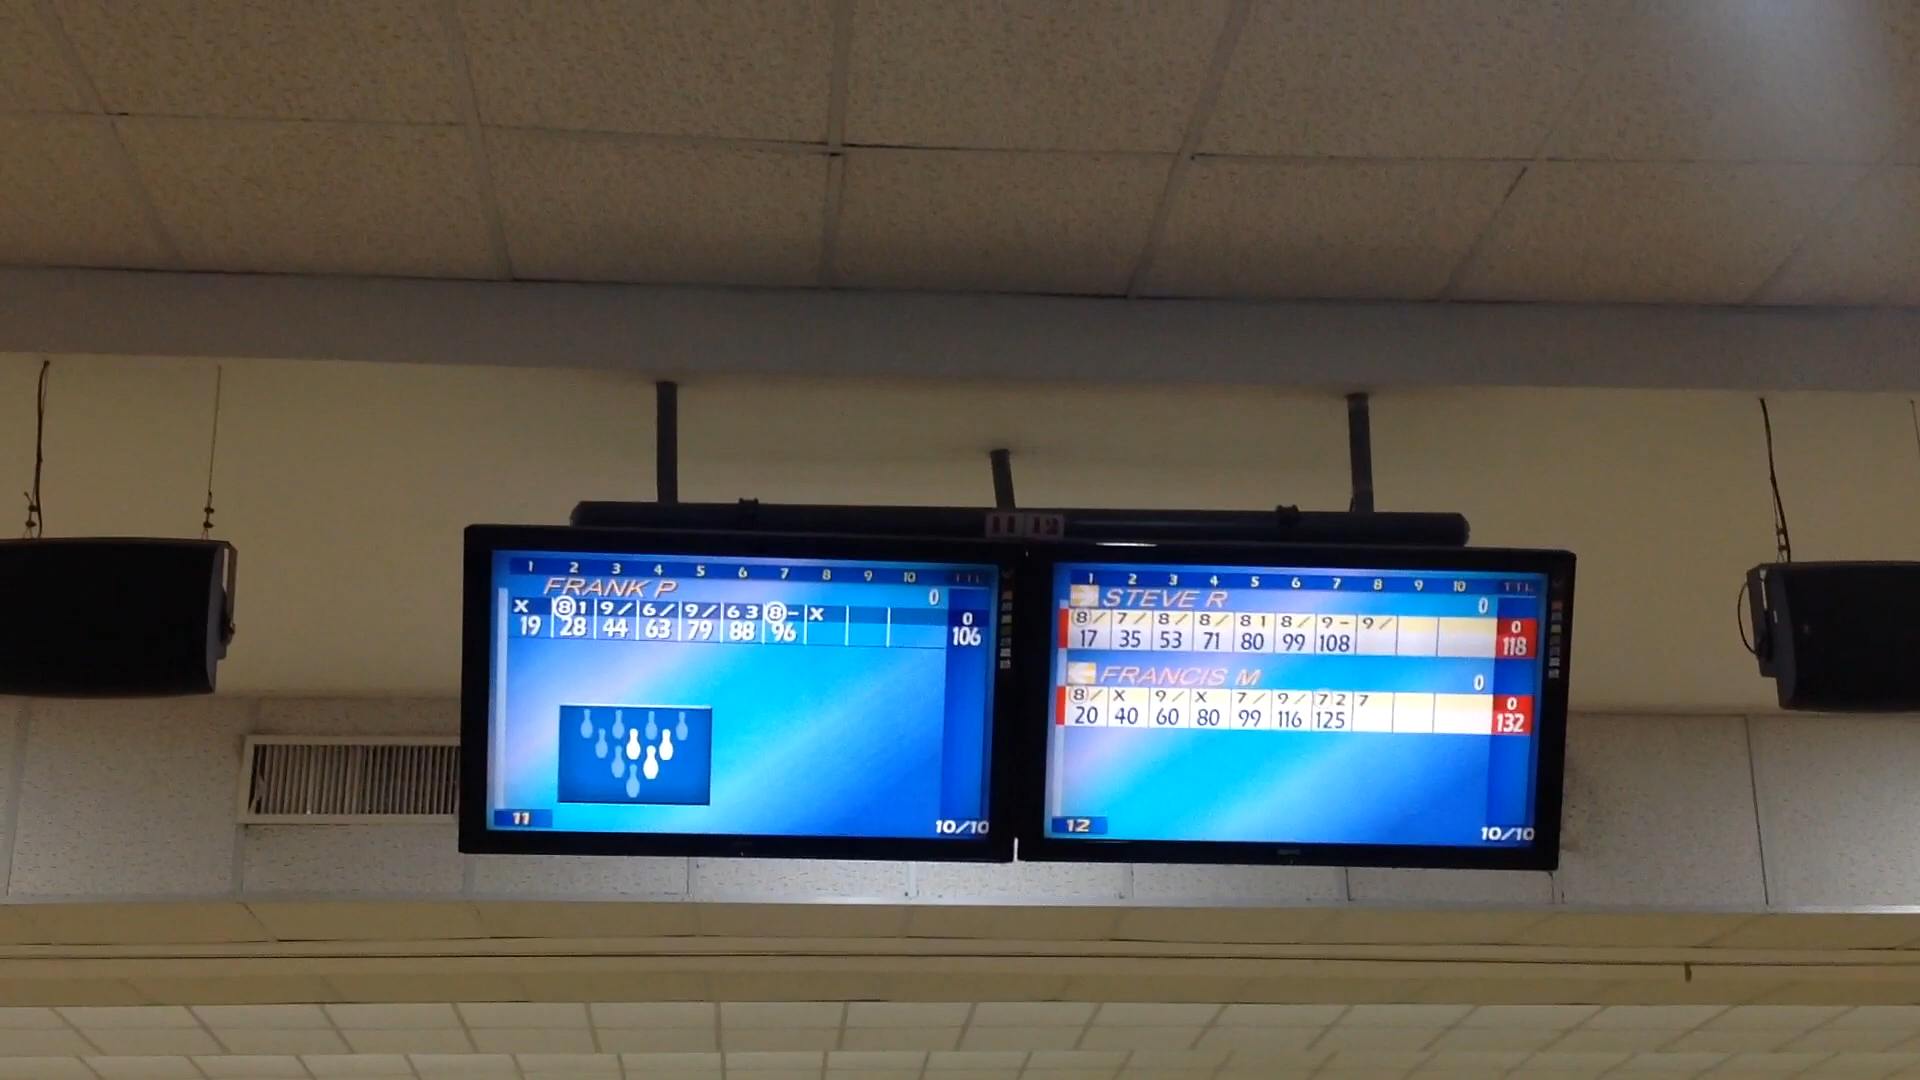 11 12
1 2 3 4 5 6 7 8 9 10 TTL
FRANK P 0
X 8 1 9 / 6 / 9 / 6 3 8 - X 0
19 28 44 63 79 88 96 106
11 10/10
1 2 3 4 5 6 7 8 9 10 TTL
STEVE R 0
8 / 7 / 8 / 8 / 8 1 8 / 9 - 9 / 0
17 35 53 71 80 99 108 118
FRANCIS M 0
8 / X 9 / X 7 / 9 / 7 2 7 0
20 40 60 80 99 116 125 132
12 10/10